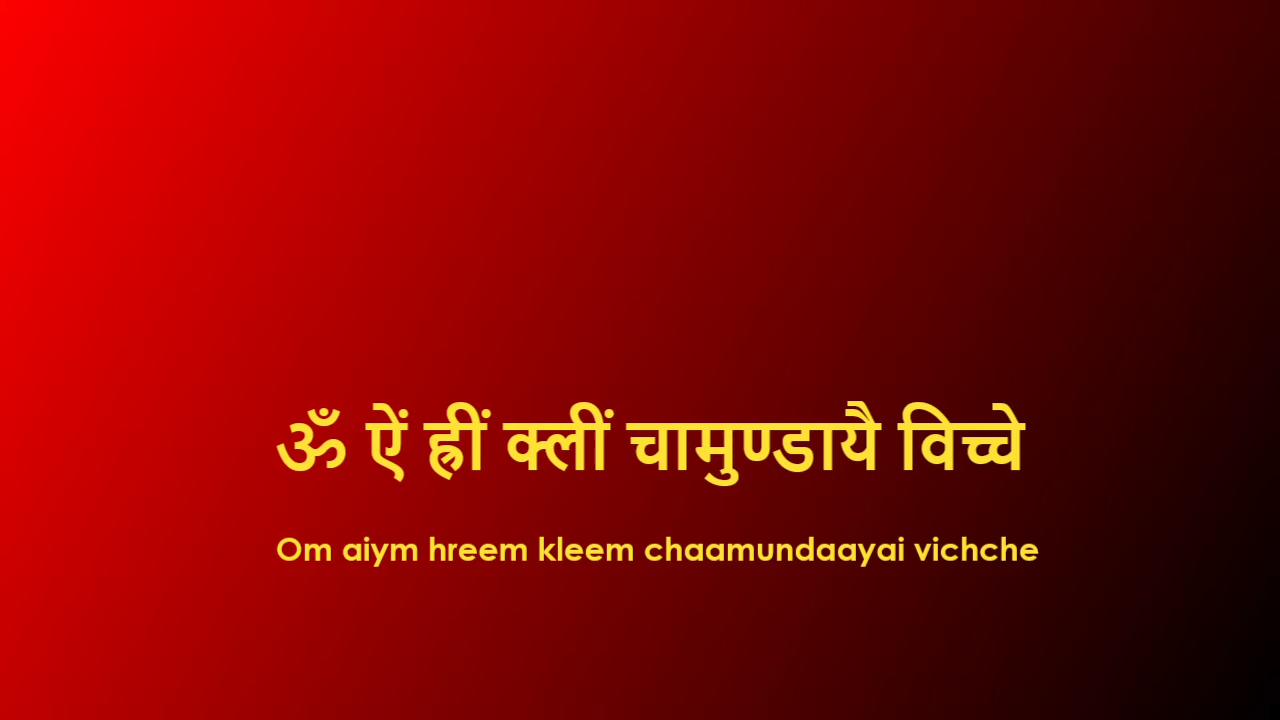 ॐ ऐं ह्रीं क्लीं चामुण्डायै विच्चे
Om aiym hreem kleem chaamundaayai vichche